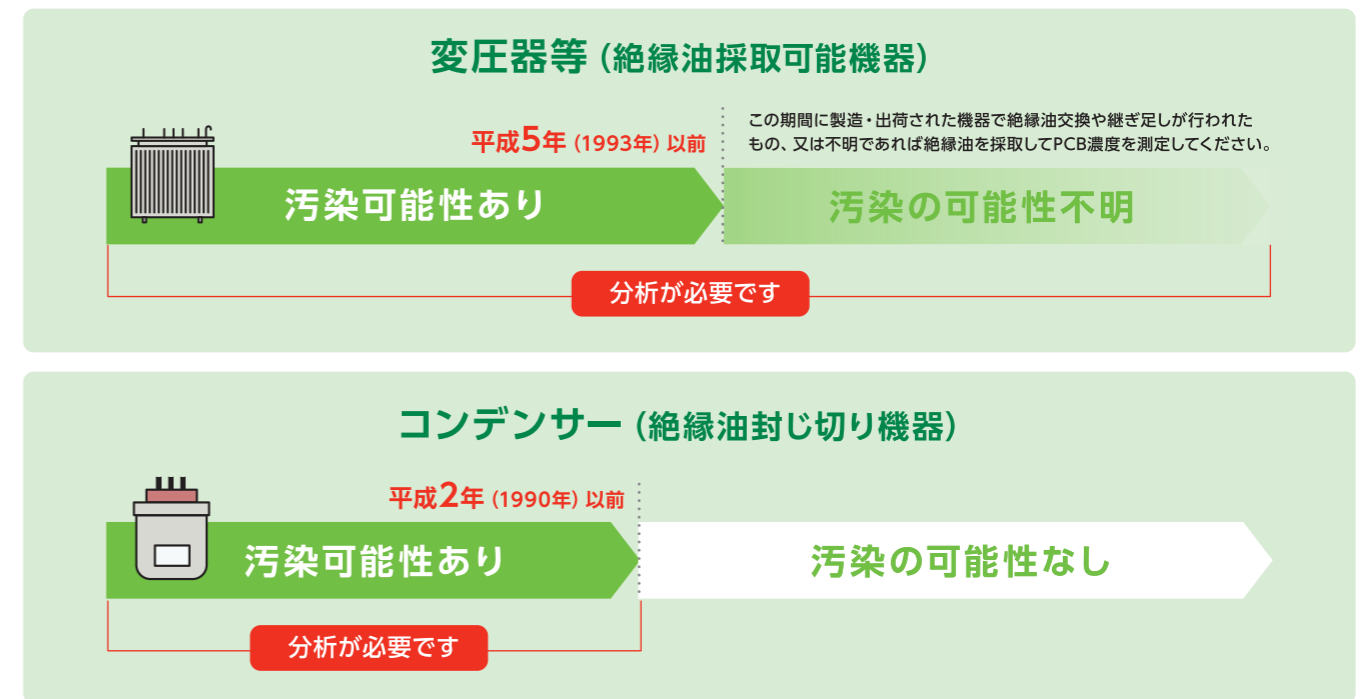 変圧器等（絶縁油採取可能機器）
平成5年（1993年）以前
この期間に製造・出荷された機器で絶縁油交換や継ぎ足しが行われた
もの、又は不明であれば絶縁油を採取してPCB濃度を測定してください。
汚染可能性あり
汚染の可能性不明
分析が必要です
コンデンサー（絶縁油封じ切り機器）
平成2年（1990年）以前
汚染可能性あり
汚染の可能性なし
分析が必要です